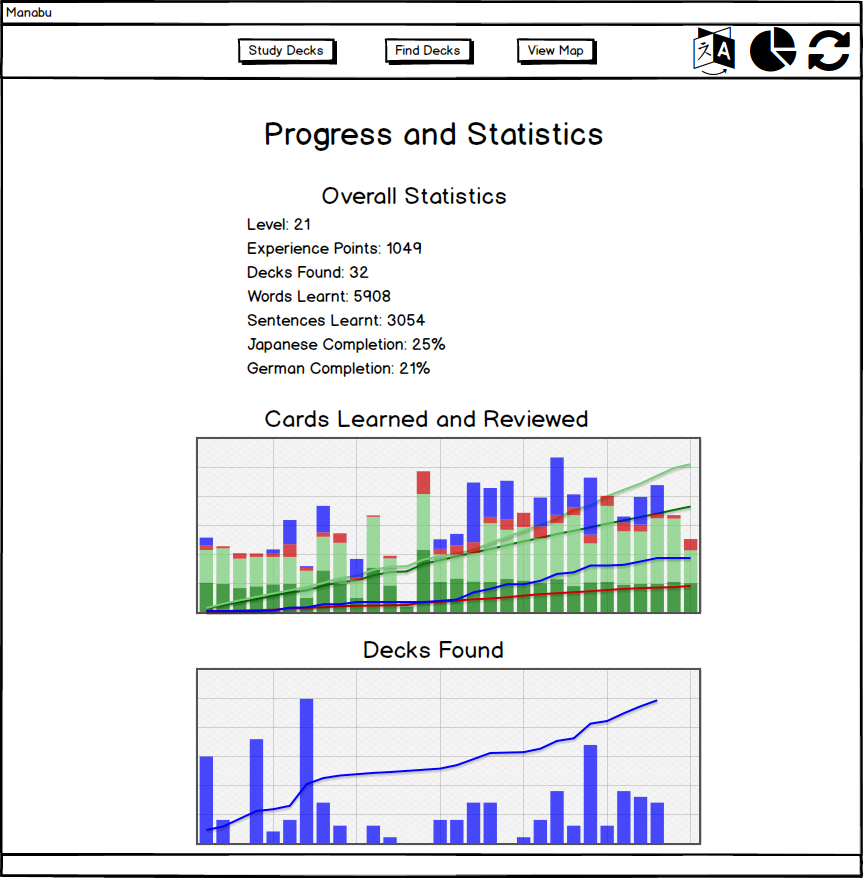 Manabu
Study Decks
Find Decks
View Map
A
Progress and Statistics
Overall Statistics
Level: 21
Experience Points: 1049
Decks Found: 32
Words Learnt: 5908
Sentences Learnt: 3054
Japanese Completion: 25%
German Completion: 21%
Cards Learned and Reviewed
Decks Found